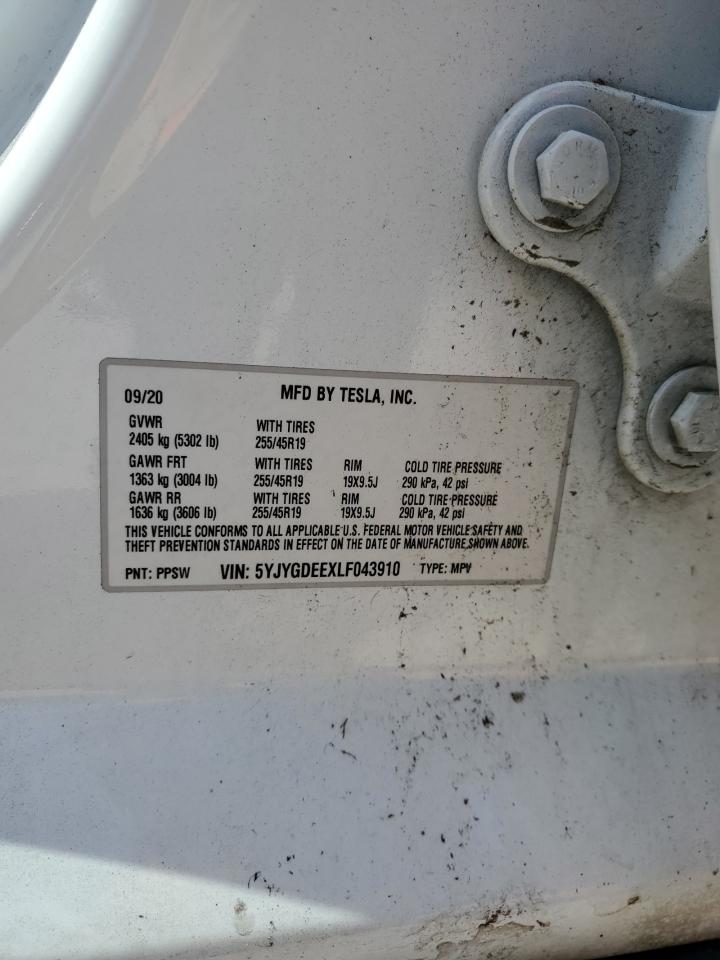 09/20 MFD BY TESLA, INC.
GVWR WITH TIRES
2405 kg (5302 lb) 255/45R19
GAWR FRT WITH TIRES RIM COLD TIRE PRESSURE
1363 kg (3004 lb) 255/45R19 19X9.5J 290 kPa, 42 psi
GAWR RR WITH TIRES RIM COLD TIRE PRESSURE
1636 kg (3606 lb) 255/45R19 19X9.5J 290 kPa, 42 psi
THIS VEHICLE CONFORMS TO ALL APPLICABLE U.S. FEDERAL MOTOR VEHICLE SAFETY AND
THEFT PREVENTION STANDARDS IN EFFECT ON THE DATE OF MANUFACTURE SHOWN ABOVE.
PNT: PPSW VIN: 5YJYGDEEXLF043910 TYPE: MPV